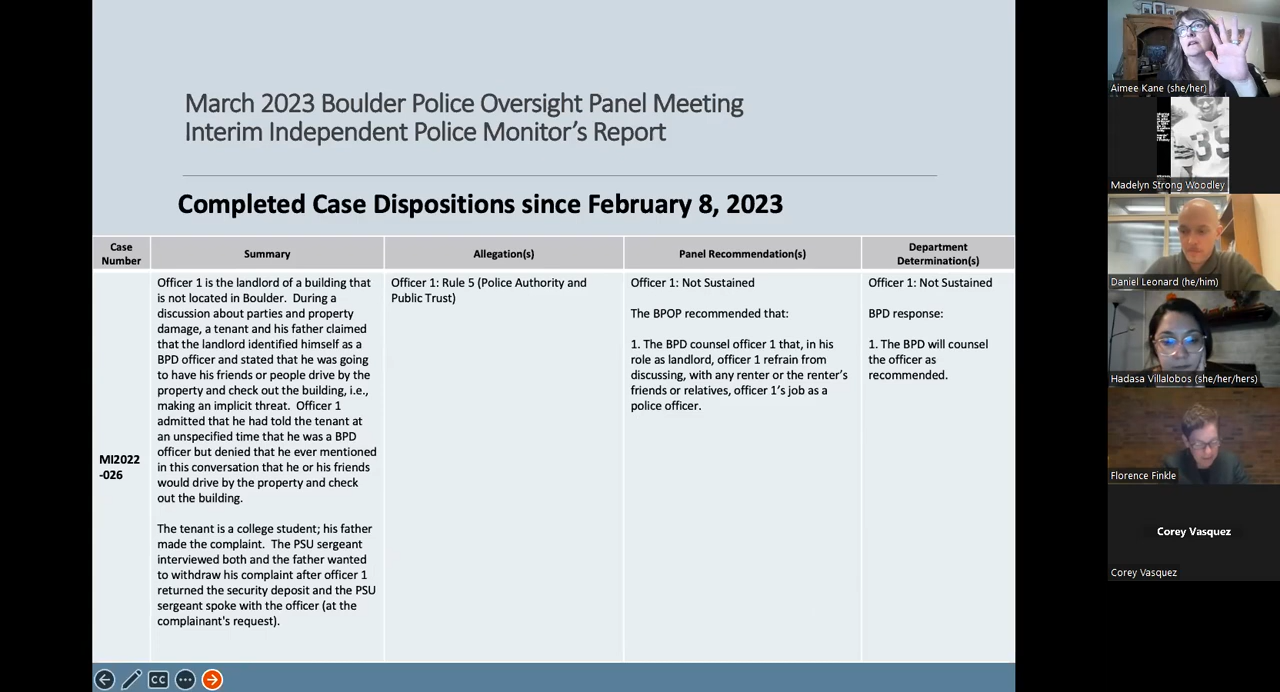 March 2023 Boulder Police Oversight Panel Meeting
Interim Independent Police Monitor's Report
Completed Case Dispositions since February 8, 2023
Case
Number
Summary
Allegation(s)
Panel Recommendation(s)
Department
Determination(s)
MI2022
-026
Officer 1 is the landlord of a building that
is not located in Boulder. During a
discussion about parties and property
damage, a tenant and his father claimed
that the landlord identified himself as a
BPD officer and stated that he was going
to have his friends or people drive by the
property and check out the building, i.e.,
making an implicit threat. Officer 1
admitted that he had told the tenant at
an unspecified time that he was a BPD
officer but denied that he ever mentioned
in this conversation that he or his friends
would drive by the property and check
out the building.
The tenant is a college student; his father
made the complaint. The PSU sergeant
interviewed both and the father wanted
to withdraw his complaint after officer 1
returned the security deposit and the PSU
sergeant spoke with the officer (at the
complainant's request).
Officer 1: Rule 5 (Police Authority and
Public Trust)
Officer 1: Not Sustained
The BPOP recommended that:
1. The BPD counsel officer 1 that, in his
role as landlord, officer 1 refrain from
discussing, with any renter or the renter's
friends or relatives, officer 1's job as a
police officer.
Officer 1: Not Sustained
BPD response:
1. The BPD will counsel
the officer as
recommended.
CC
Aimee Kane (she/her)
35
Madelyn Strong Woodley
Daniel Leonard (he/him)
Hadasa Villalobos (she/her/hers)
Florence Finkle
Corey Vasquez
Corey Vasquez